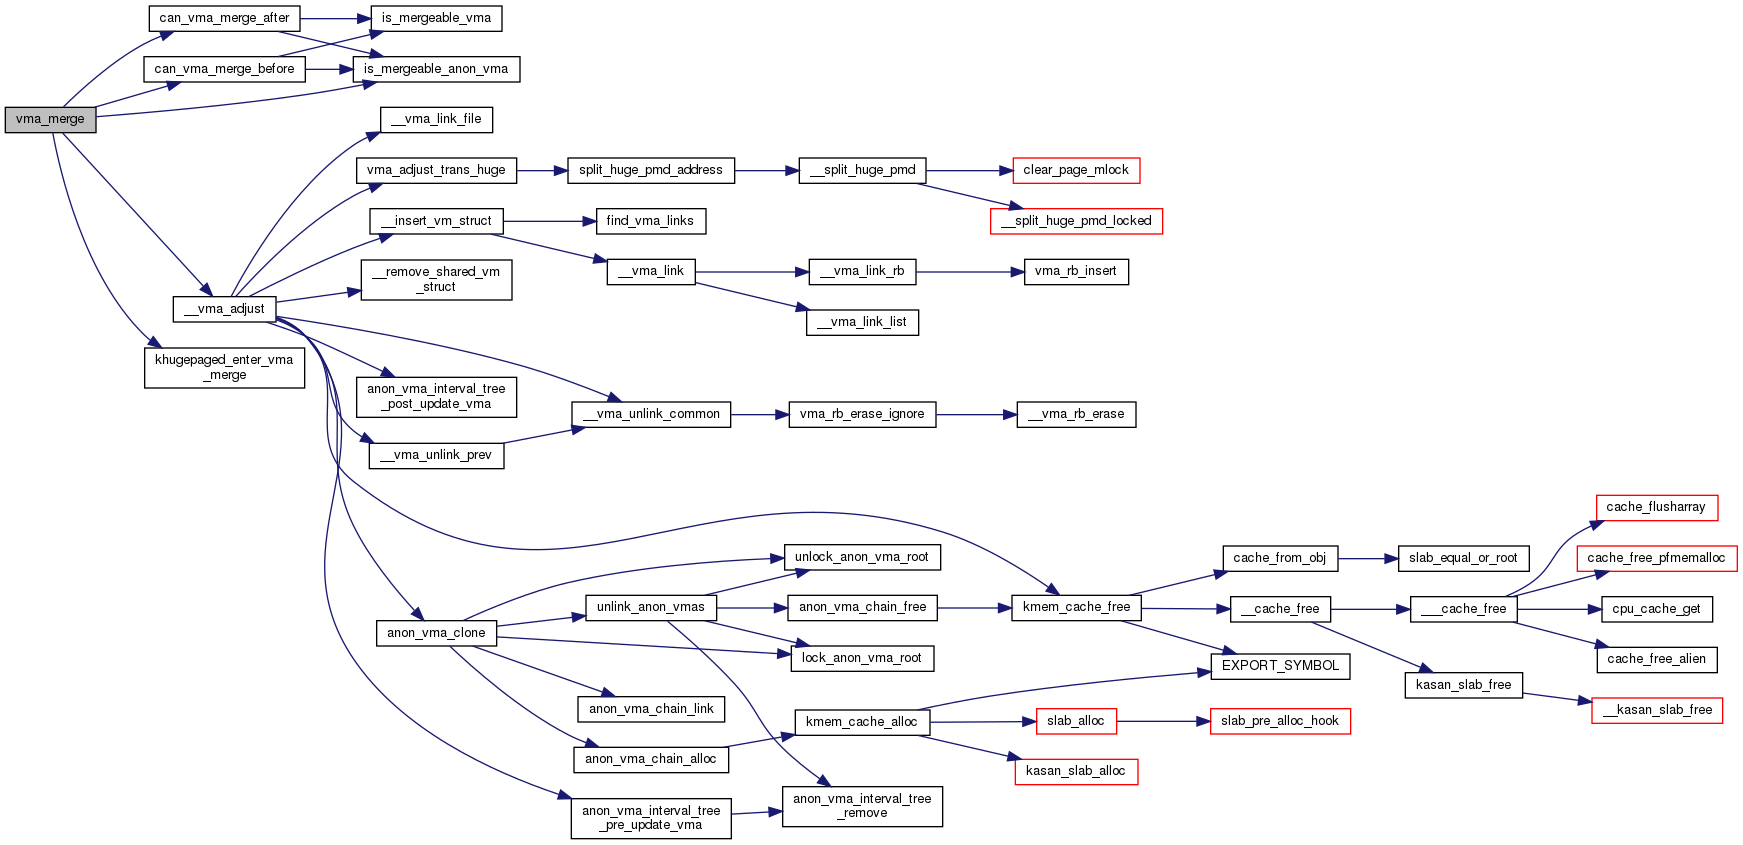 can_vma_merge_after
is_mergeable_vma
can_vma_merge_before
is_mergeable_anon_vma
vma_merge
__vma_link_file
vma_adjust_trans_huge
split_huge_pmd_address
__split_huge_pmd
clear_page_mlock
__insert_vm_struct
find_vma_links
__split_huge_pmd_locked
__remove_shared_vm
_struct
__vma_link
__vma_link_rb
vma_rb_insert
__vma_adjust
__vma_link_list
khugepaged_enter_vma
_merge
anon_vma_interval_tree
_post_update_vma
__vma_unlink_common
vma_rb_erase_ignore
__vma_rb_erase
__vma_unlink_prev
cache_flusharray
unlock_anon_vma_root
cache_from_obj
slab_equal_or_root
cache_free_pfmemalloc
unlink_anon_vmas
anon_vma_chain_free
kmem_cache_free
__cache_free
___cache_free
cpu_cache_get
anon_vma_clone
lock_anon_vma_root
EXPORT_SYMBOL
cache_free_alien
kasan_slab_free
anon_vma_chain_link
kmem_cache_alloc
slab_alloc
slab_pre_alloc_hook
__kasan_slab_free
anon_vma_chain_alloc
kasan_slab_alloc
anon_vma_interval_tree
_remove
anon_vma_interval_tree
_pre_update_vma